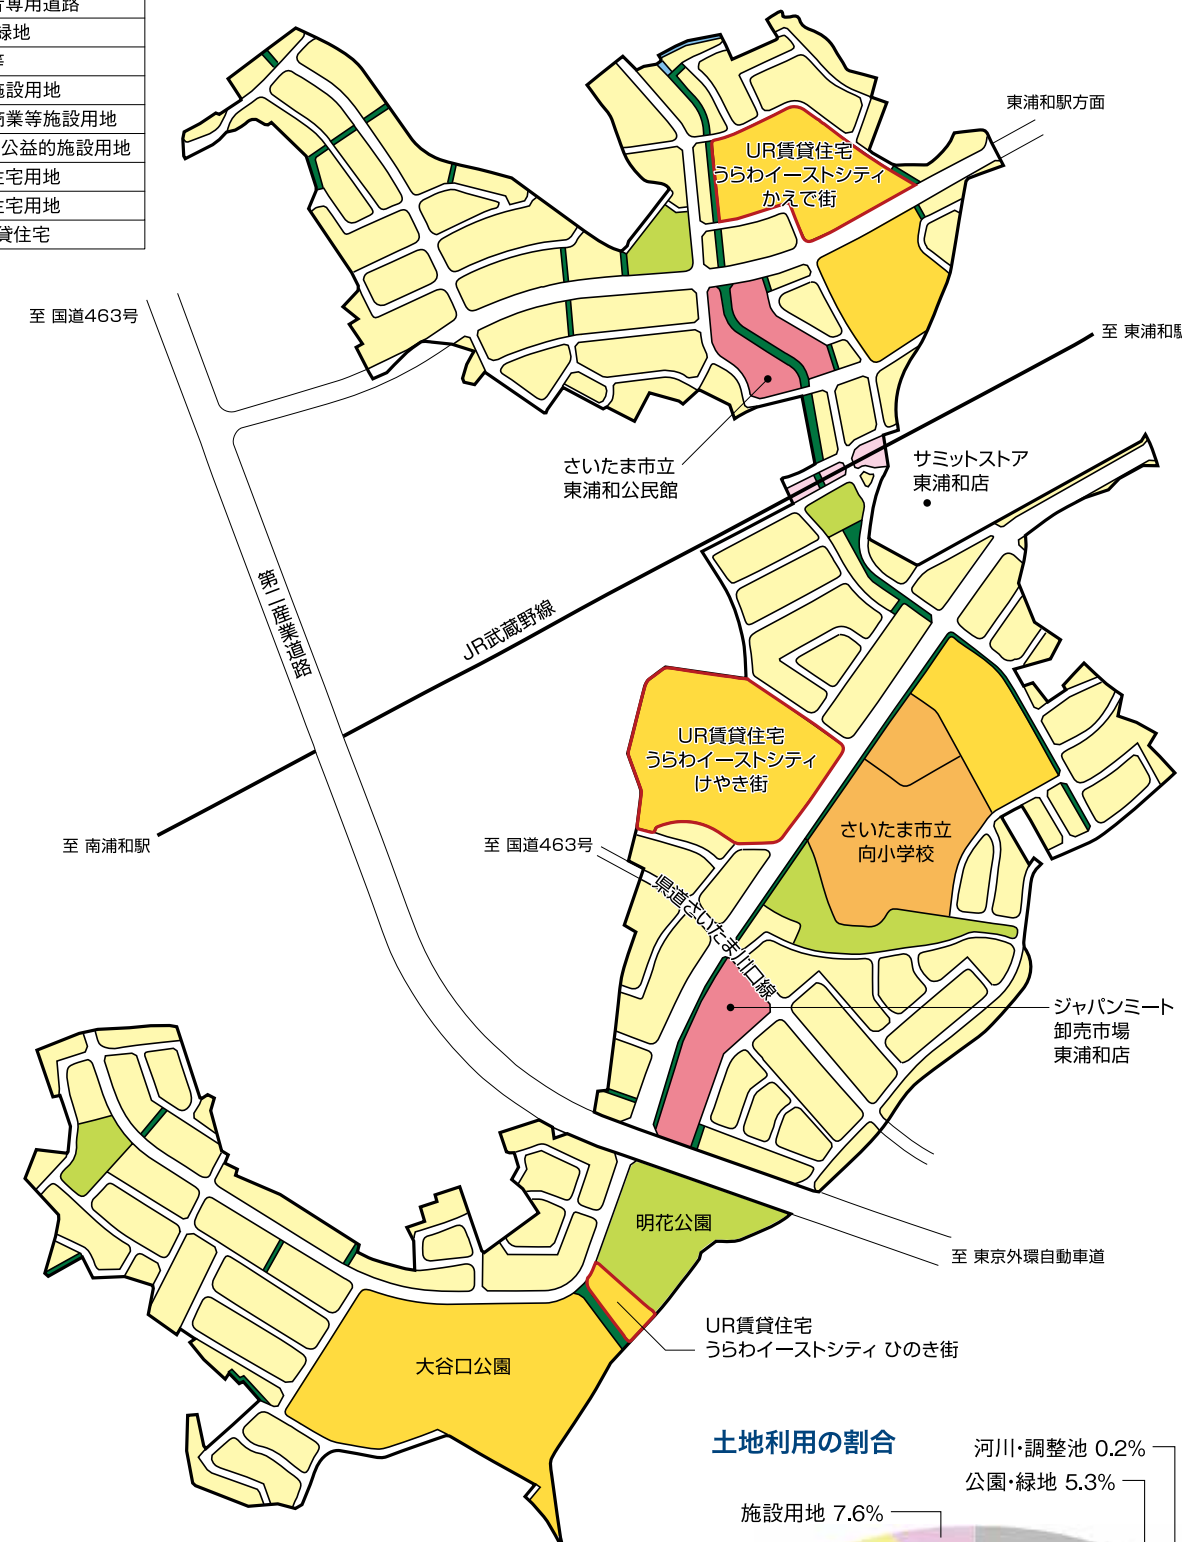 専用道路
緑地
施設用地
商業等施設用地
公益的施設用地
住宅用地
住宅用地
貸住宅
東浦和駅方面
UR賃貸住宅
うらわイーストシティ
かえで街
至 国道463号
至 東浦和駅
さいたま市立
東浦和公民館
サミットストア
東浦和店
第二産業道路
JR武蔵野線
UR賃貸住宅
うらわイーストシティ
けやき街
至 南浦和駅
至 国道463号
さいたま市立
向小学校
県道さいたま川口線
ジャパンミート
卸売市場
東浦和店
明花公園
至 東京外環自動車道
UR賃貸住宅
うらわイーストシティ ひのき街
大谷口公園
土地利用の割合
河川・調整池 0.2%
公園・緑地 5.3%
施設用地 7.6%